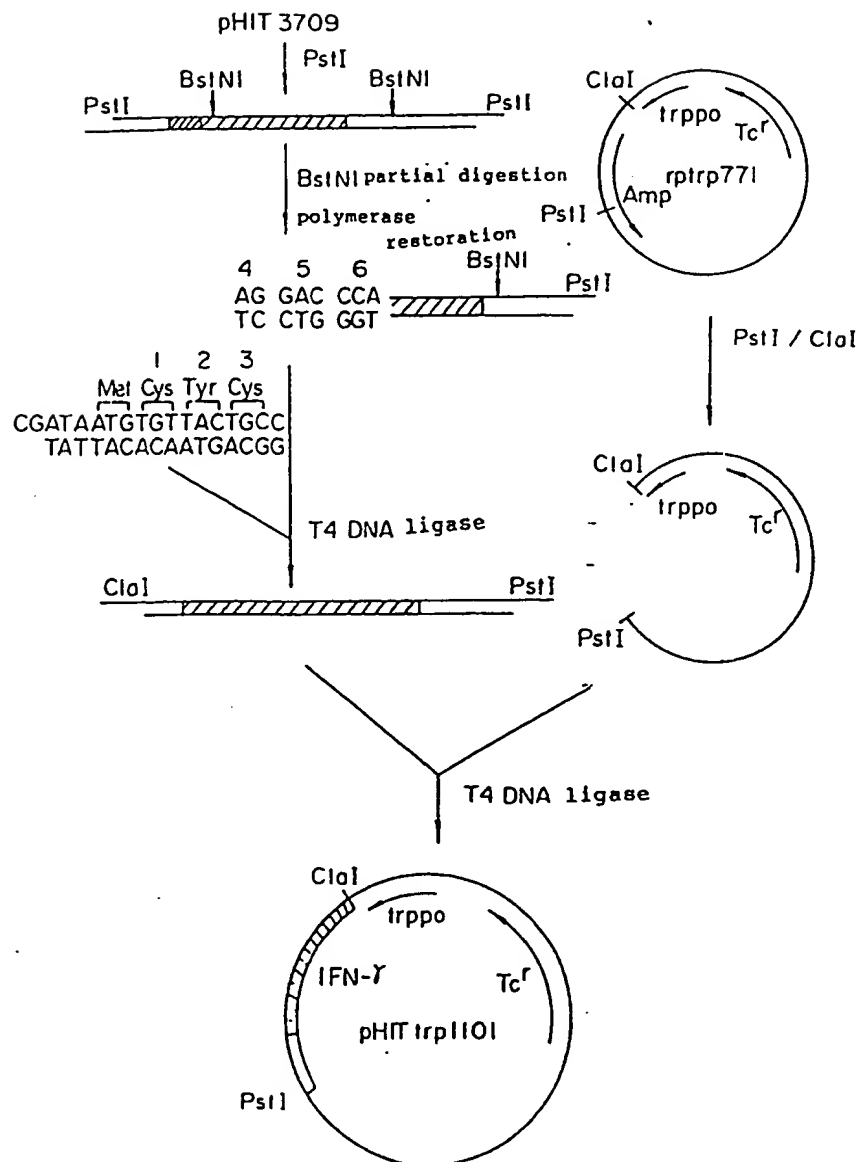 pHIT 3709
PstI
BstNI
BstNI
PstI
PstI
ClaI
trppo
Tcr
rptrp771
Amp
PstI
BstNI partial digestion
polymerase
restoration
BstNI
PstI
4 5 6
AG GAC CCA
TC CTG GGT
PstI / ClaI
1 2 3
Met Cys Tyr Cys
CGATAATGTGTTACTGCC
TATTACACAATGACGG
T4 DNA ligase
ClaI
PstI
ClaI
trppo
Tcr
PstI
T4 DNA ligase
ClaI
trppo
IFN-γ
Tcr
pHIT trp1101
PstI